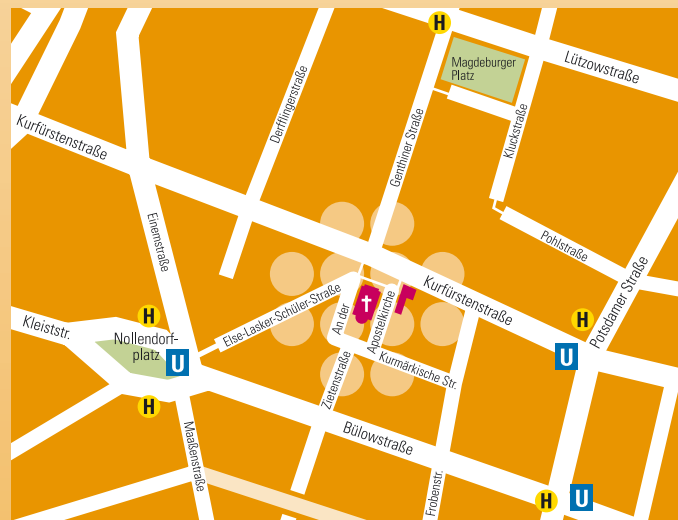 H
Magdeburger
Platz
Lützowstraße
Derfflingerstraße
Genthiner Straße
Kluckstraße
Kurfürstenstraße
Einemstraße
Pohlstraße
Potsdamer Straße
Kurfürstenstraße
Else-Lasker-Schüler-Straße
An der
Apostelkirche
H
H
Kleiststr.
Nollendorf-
platz
U
U
Kurmärkische Str.
Zietenstraße
H
Maaßenstraße
Bülowstraße
Frobenstr.
H
U